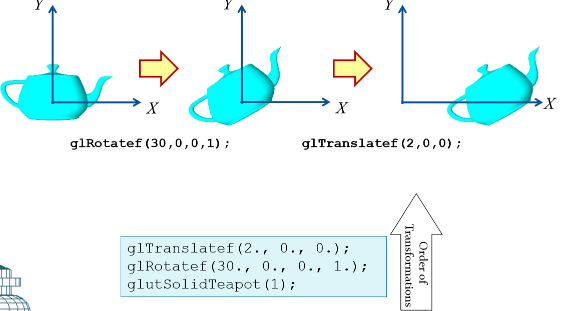 Y
Y
Y
X
X
X
glRotatef(30,0,0,1);
glTranslatef(2,0,0);
glTranslatef(2., 0., 0.);
glRotatef(30., 0., 0., 1.);
glutSolidTeapot(1);
Order of
Transformations